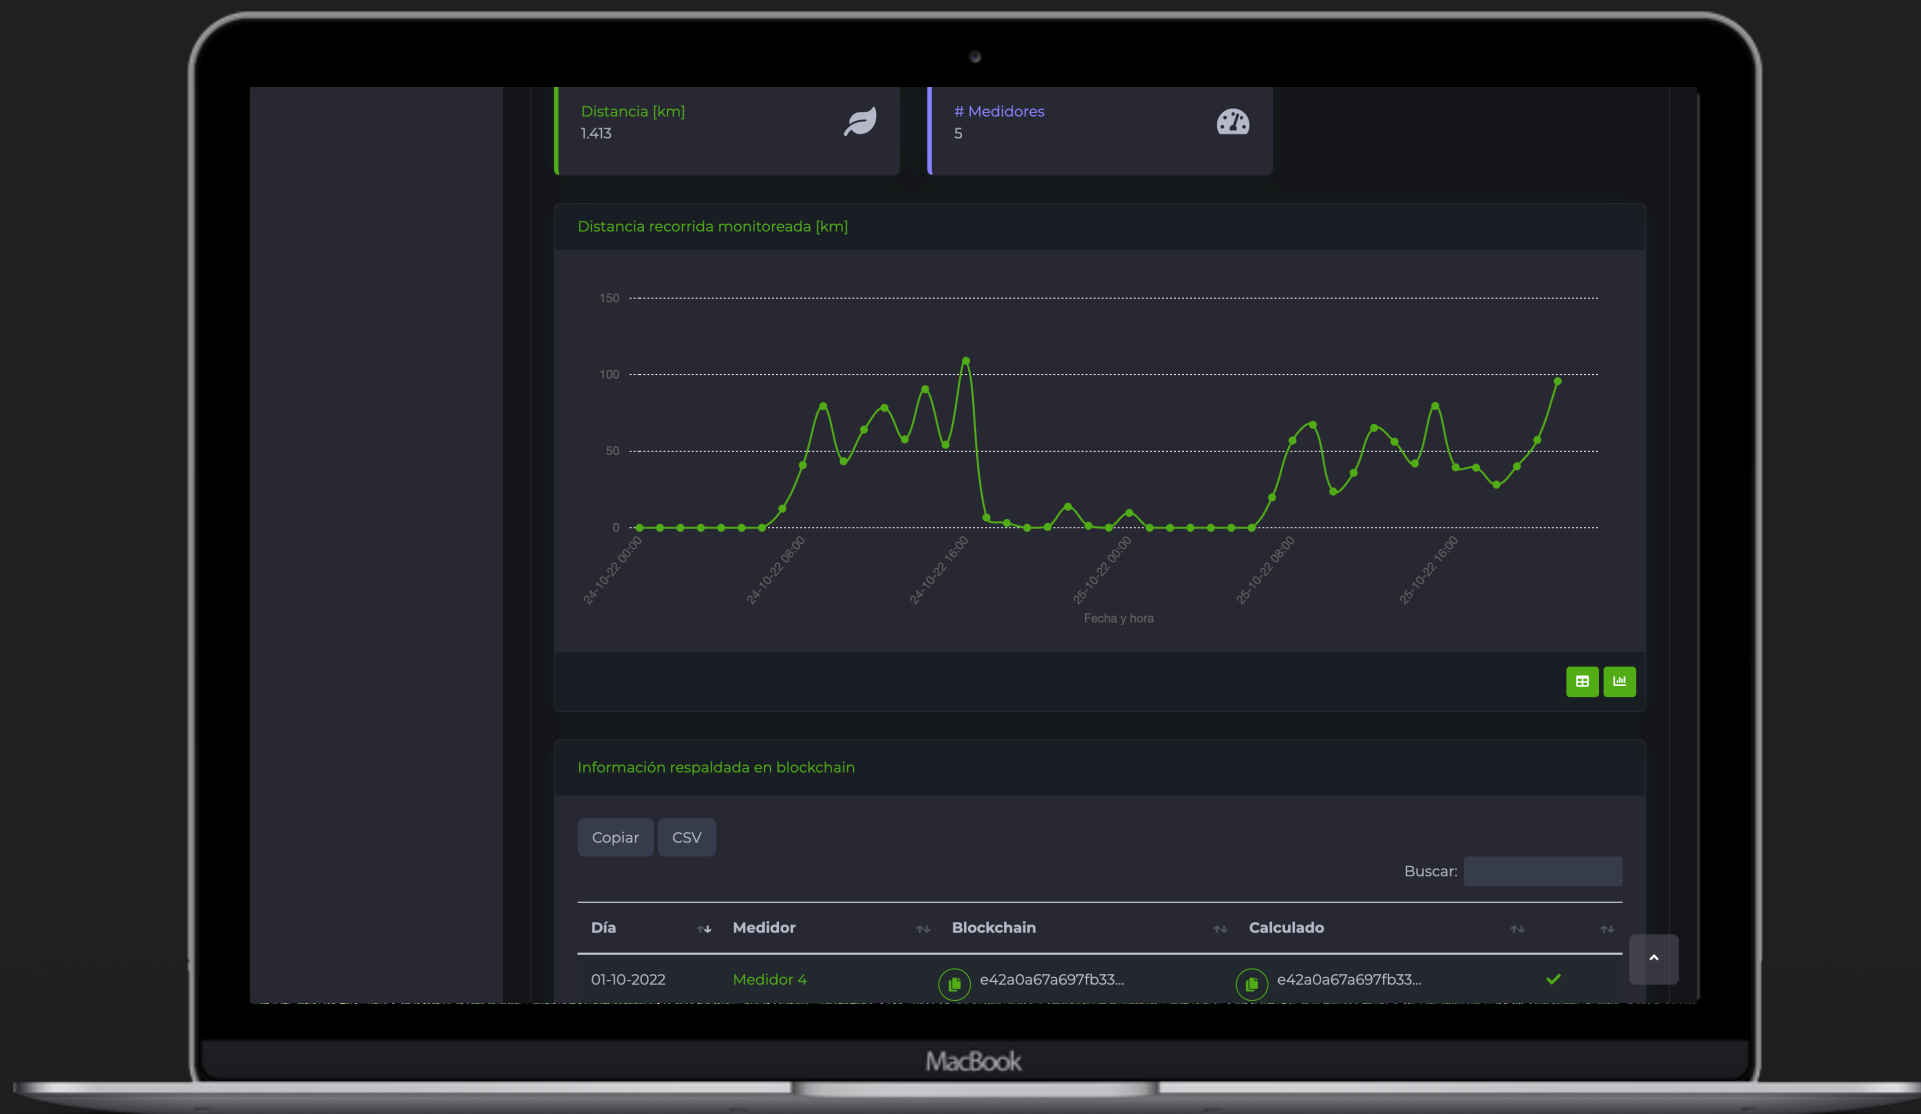 Distancia [km]
1.413
# Medidores
5
Distancia recorrida monitoreada [km]
150
100
50
0
24-10-22 00:00
24-10-22 08:00
24-10-22 16:00
25-10-22 00:00
25-10-22 08:00
25-10-22 16:00
Fecha y hora
Información respaldada en blockchain
Copiar CSV
Buscar:
Día Medidor Blockchain Calculado
01-10-2022 Medidor 4 e42a0a67a697fb33... e42a0a67a697fb33...
MacBook